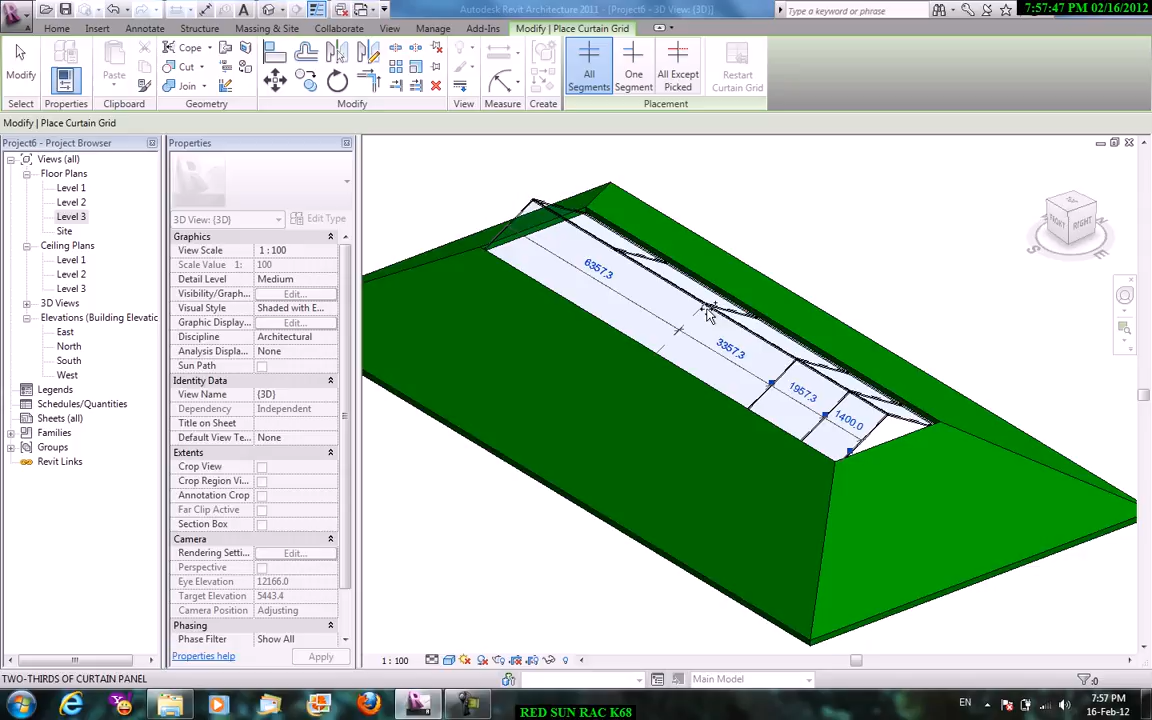 Autodesk Revit Architecture 2011 - [Project6 - 3D View: {3D}]
Type a keyword or phrase
7:57:47 PM 02/16/2012
Home Insert Annotate Structure Massing & Site Collaborate View Manage Add-Ins Modify | Place Curtain Grid
Modify
Paste
Cope
Cut
Join
All Segments
One Segment
All Except Picked
Restart Curtain Grid
Select Properties Clipboard Geometry Modify View Measure Create Placement
Modify | Place Curtain Grid
Project6 - Project Browser
Views (all)
Floor Plans
Level 1
Level 2
Level 3
Site
Ceiling Plans
Level 1
Level 2
Level 3
3D Views
Elevations (Building Elevatic
East
North
South
West
Legends
Schedules/Quantities
Sheets (all)
Families
Groups
Revit Links
Properties
3D View: {3D}
Edit Type
Graphics
View Scale 1 : 100
Scale Value 1: 100
Detail Level Medium
Visibility/Graph... Edit...
Visual Style Shaded with E...
Graphic Display... Edit...
Discipline Architectural
Analysis Displa... None
Sun Path
Identity Data
View Name {3D}
Dependency Independent
Title on Sheet
Default View Te... None
Extents
Crop View
Crop Region Vi...
Annotation Crop
Far Clip Active
Section Box
Camera
Rendering Setti... Edit...
Perspective
Eye Elevation 12166.0
Target Elevation 5443.4
Camera Position Adjusting
Phasing
Phase Filter Show All
Properties help
Apply
6357.3
3357.3
1957.3
1400.0
RIGHT
1 : 100
TWO-THIRDS OF CURTAIN PANEL
Main Model
:0
EN
7:57 PM
16-Feb-12
RED SUN RAC K68